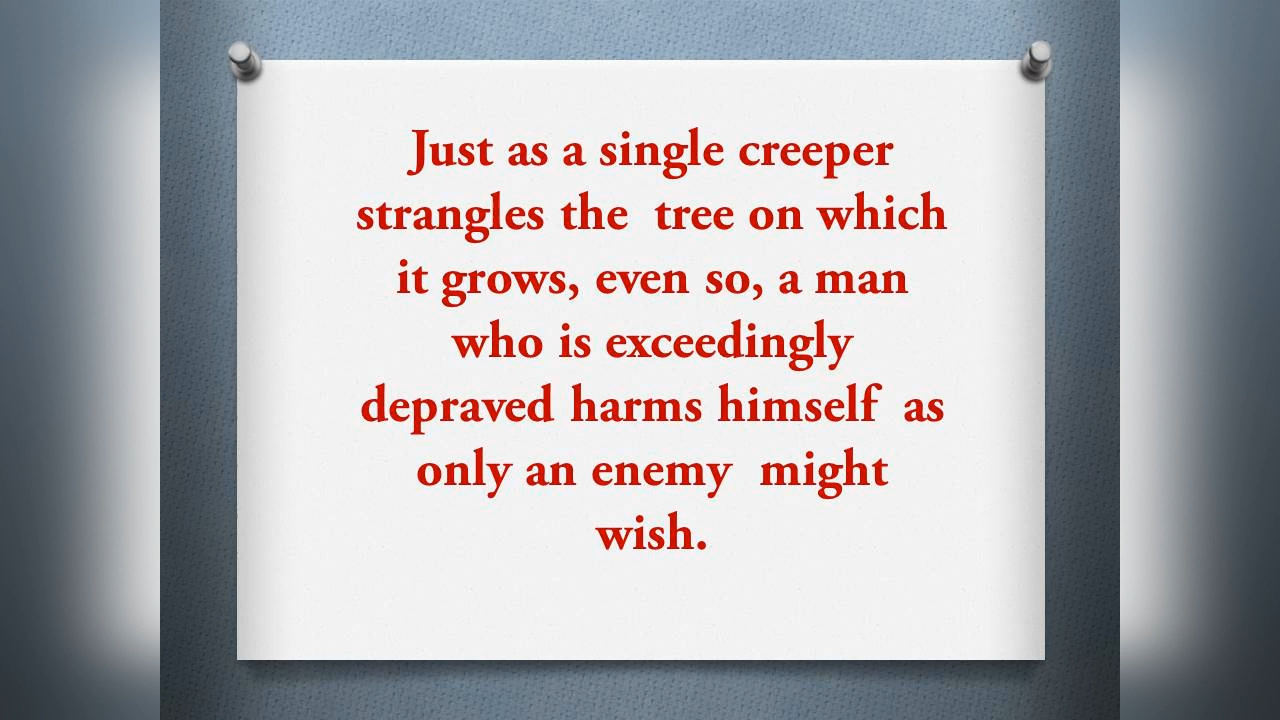 Just as a single creeper
strangles the  tree on which
it grows, even so, a man
who is exceedingly
depraved harms himself  as
only an enemy  might
wish.